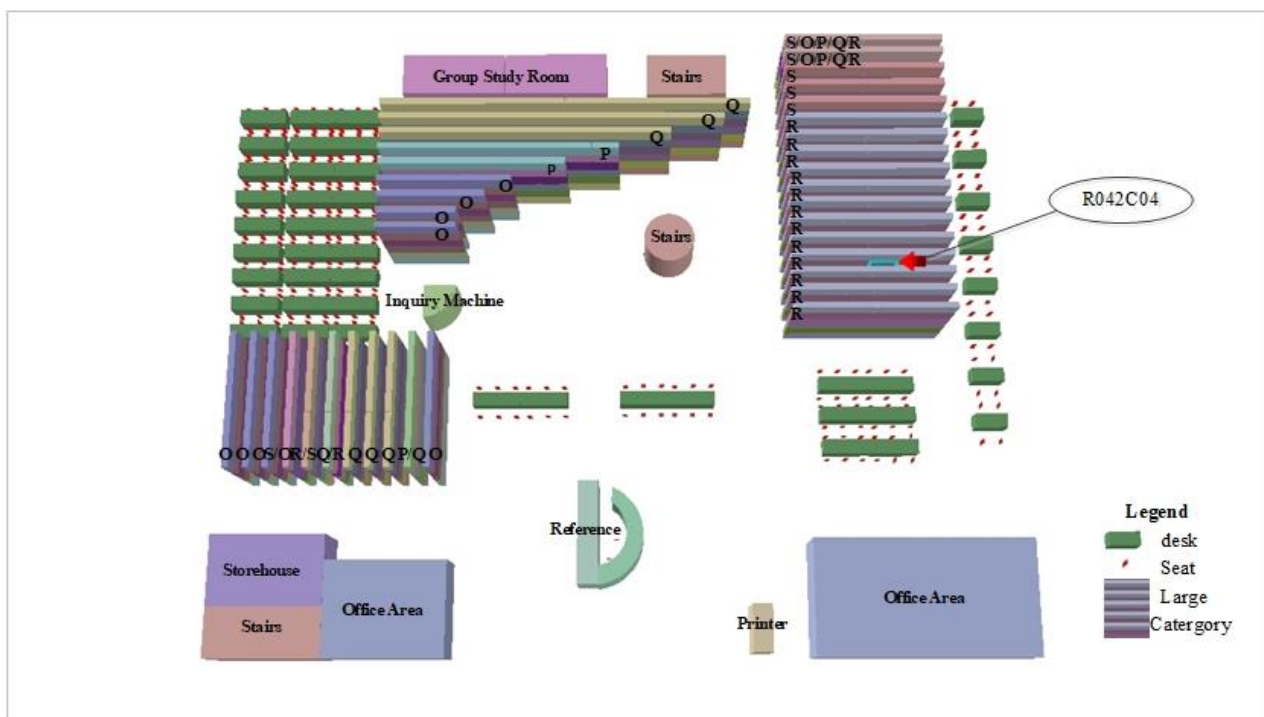 S/O/P/Q/R
S/O/P/Q/R
S
S
S
R
R
R
R
R
R
R
R
R
R
R
R
Group Study Room
Stairs
Q
Q
Q
P
P
O
O
O
O
R042C04
Stairs
Inquiry Machine
O O O S/O R/S Q/R Q Q Q P/Q O
Reference
Storehouse
Stairs
Office Area
Printer
Office Area
Legend
desk
Seat
Large
Catergory